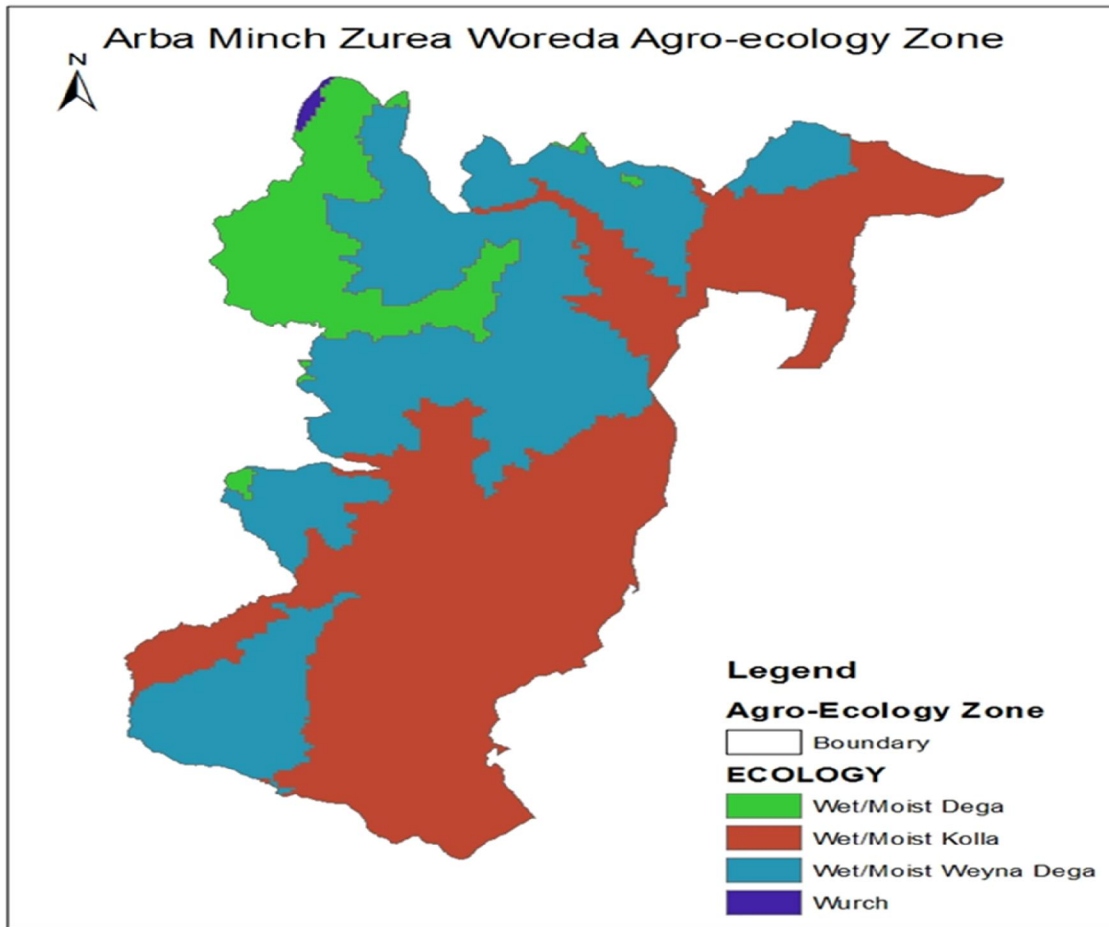 Arba Minch Zurea Woreda Agro-ecology Zone
N
Legend
Agro-Ecology Zone
Boundary
ECOLOGY
Wet/Moist Dega
Wet/Moist Kolla
Wet/Moist Weyna Dega
Wurch